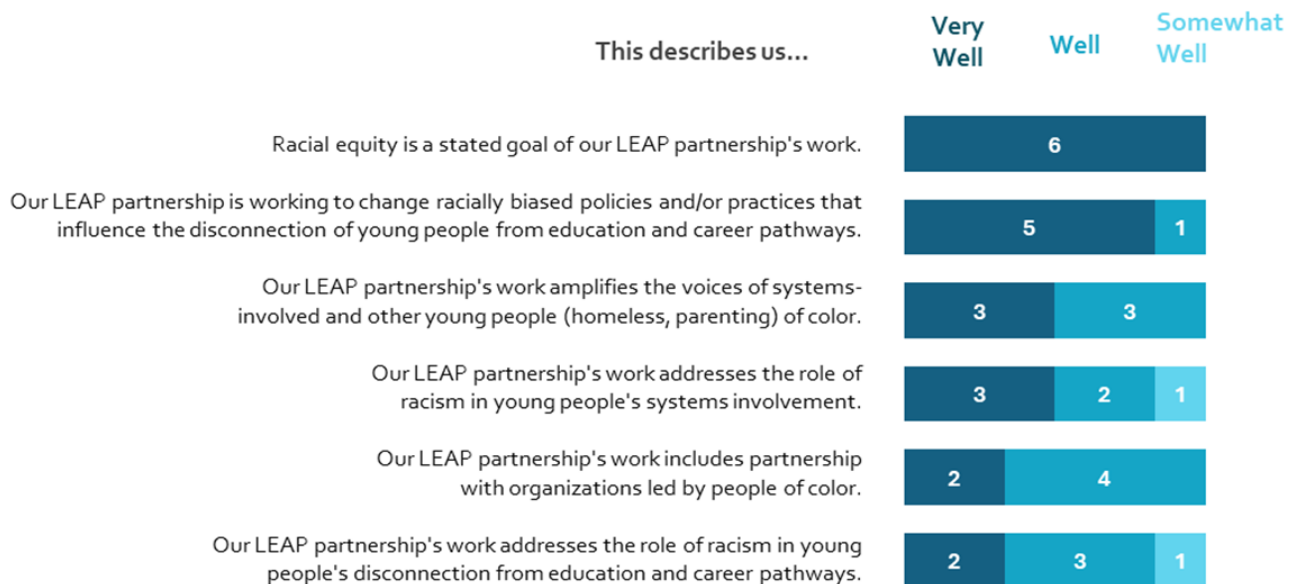 This describes us...
Very
Well
Well
Somewhat
Well
Racial equity is a stated goal of our LEAP partnership's work.
6
Our LEAP partnership is working to change racially biased policies and/or practices that
influence the disconnection of young people from education and career pathways.
5 1
Our LEAP partnership's work amplifies the voices of systems-
involved and other young people (homeless, parenting) of color.
3 3
Our LEAP partnership's work addresses the role of
racism in young people's systems involvement.
3 2 1
Our LEAP partnership's work includes partnership
with organizations led by people of color.
2 4
Our LEAP partnership's work addresses the role of racism in young
people's disconnection from education and career pathways.
2 3 1